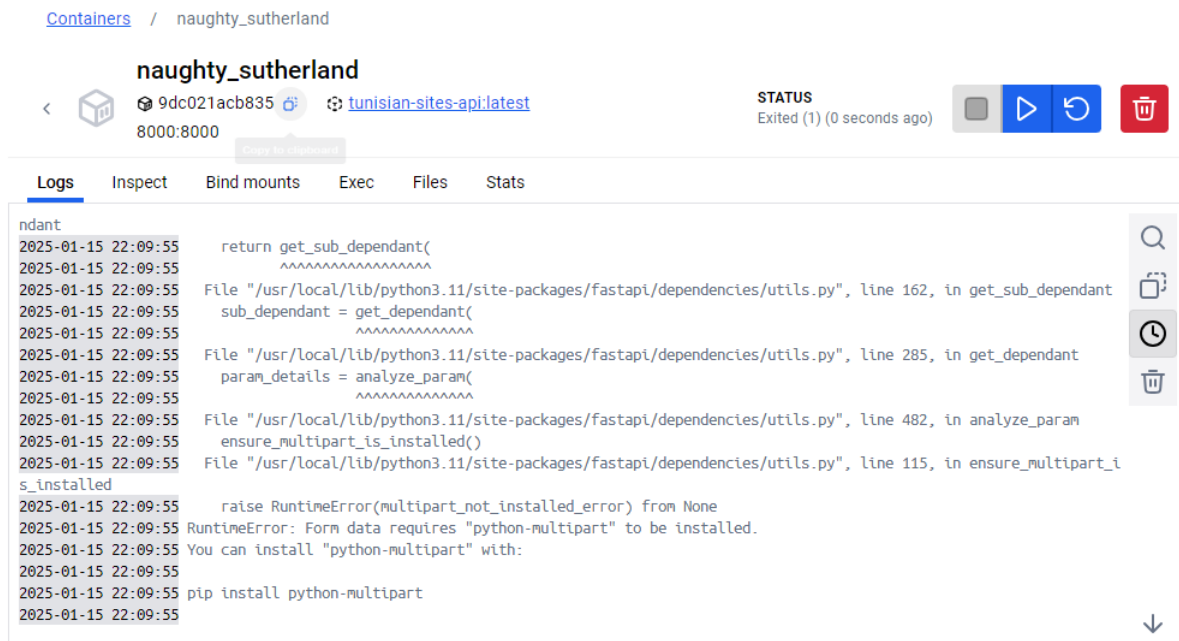 Containers / naughty_sutherland
naughty_sutherland
9dc021acb835 tunisian-sites-api:latest
8000:8000
Copy to clipboard
STATUS
Exited (1) (0 seconds ago)
Logs Inspect Bind mounts Exec Files Stats
ndant
2025-01-15 22:09:55     return get_sub_dependant(
2025-01-15 22:09:55            ^^^^^^^^^^^^^^^^^^
2025-01-15 22:09:55   File "/usr/local/lib/python3.11/site-packages/fastapi/dependencies/utils.py", line 162, in get_sub_dependant
2025-01-15 22:09:55     sub_dependant = get_dependant(
2025-01-15 22:09:55                     ^^^^^^^^^^^^^^
2025-01-15 22:09:55   File "/usr/local/lib/python3.11/site-packages/fastapi/dependencies/utils.py", line 285, in get_dependant
2025-01-15 22:09:55     param_details = analyze_param(
2025-01-15 22:09:55                     ^^^^^^^^^^^^^^
2025-01-15 22:09:55   File "/usr/local/lib/python3.11/site-packages/fastapi/dependencies/utils.py", line 482, in analyze_param
2025-01-15 22:09:55     ensure_multipart_is_installed()
2025-01-15 22:09:55   File "/usr/local/lib/python3.11/site-packages/fastapi/dependencies/utils.py", line 115, in ensure_multipart_i
s_installed
2025-01-15 22:09:55     raise RuntimeError(multipart_not_installed_error) from None
2025-01-15 22:09:55 RuntimeError: Form data requires "python-multipart" to be installed.
2025-01-15 22:09:55 You can install "python-multipart" with:
2025-01-15 22:09:55
2025-01-15 22:09:55 pip install python-multipart
2025-01-15 22:09:55